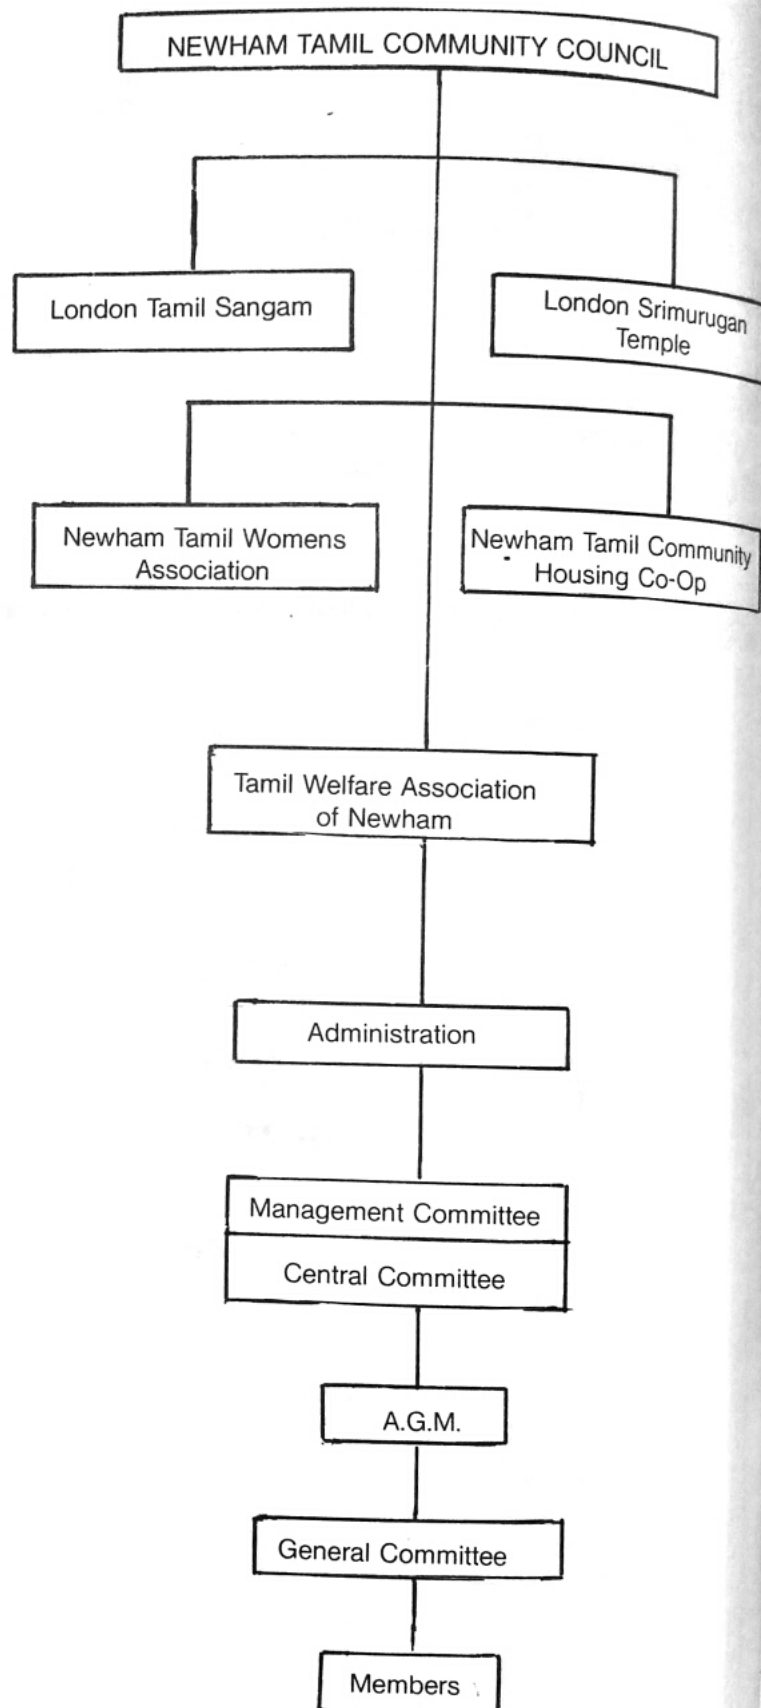 NEWHAM TAMIL COMMUNITY COUNCIL
London Tamil Sangam
London Srimurugan
Temple
Newham Tamil Womens
Association
Newham Tamil Community
Housing Co-Op
Tamil Welfare Association
of Newham
Administration
Management Committee
Central Committee
A.G.M.
General Committee
Members